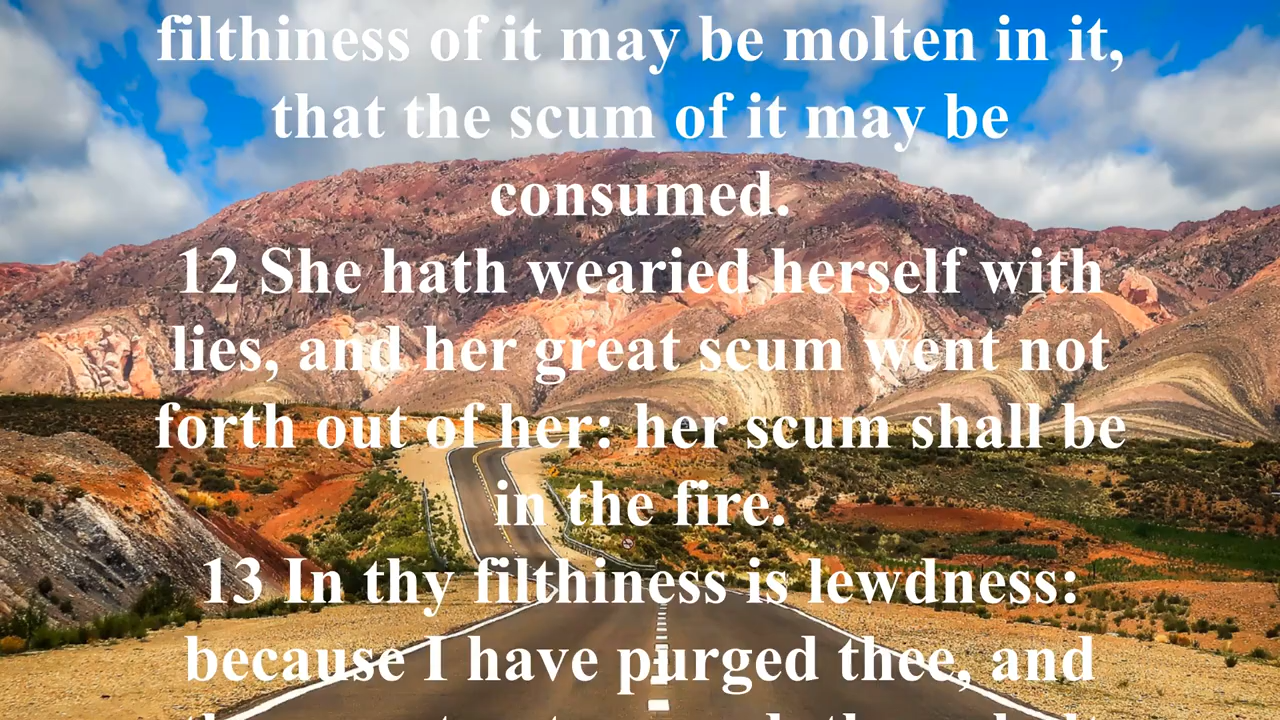 filthiness of it may be molten in it,
that the scum of it may be
consumed.
12 She hath wearied herself with
lies, and her great scum went not
forth out of her: her scum shall be
in the fire.
13 In thy filthiness is lewdness:
because I have purged thee, and